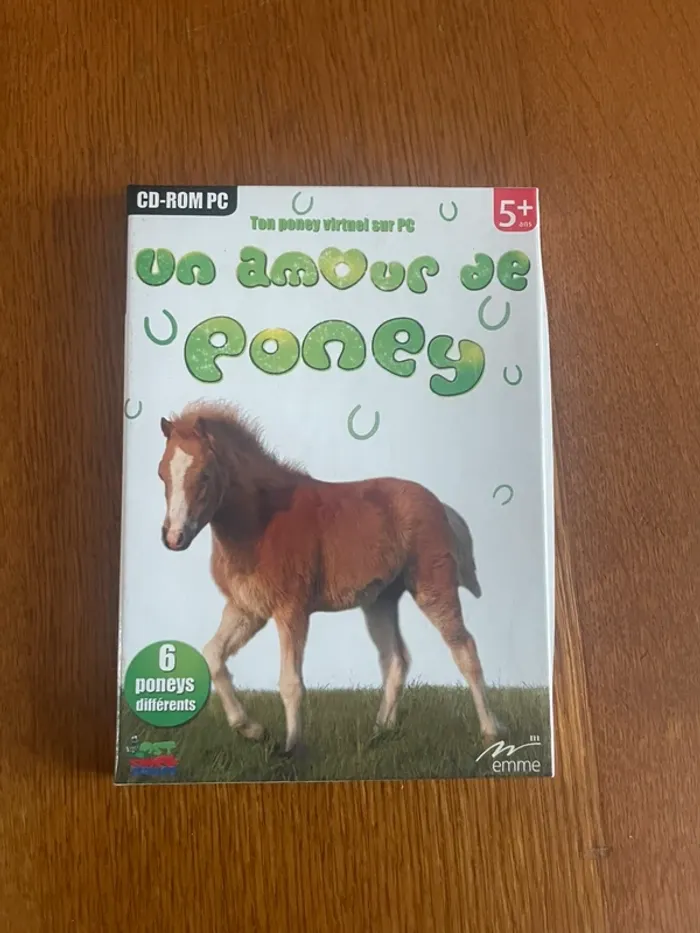 CD-ROM PC
5+
ans
Ton poney virtuel sur PC
un amour de
poney
6
poneys
différents
emme